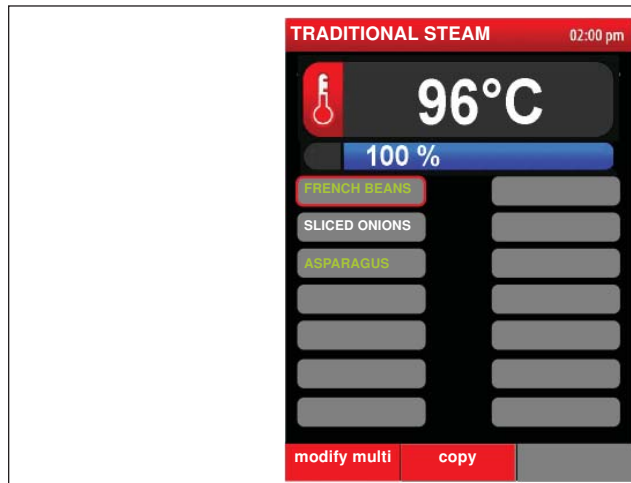 TRADITIONAL STEAM 02:00 pm
96°C
100 %
FRENCH BEANS
SLICED ONIONS
ASPARAGUS
modify multi copy